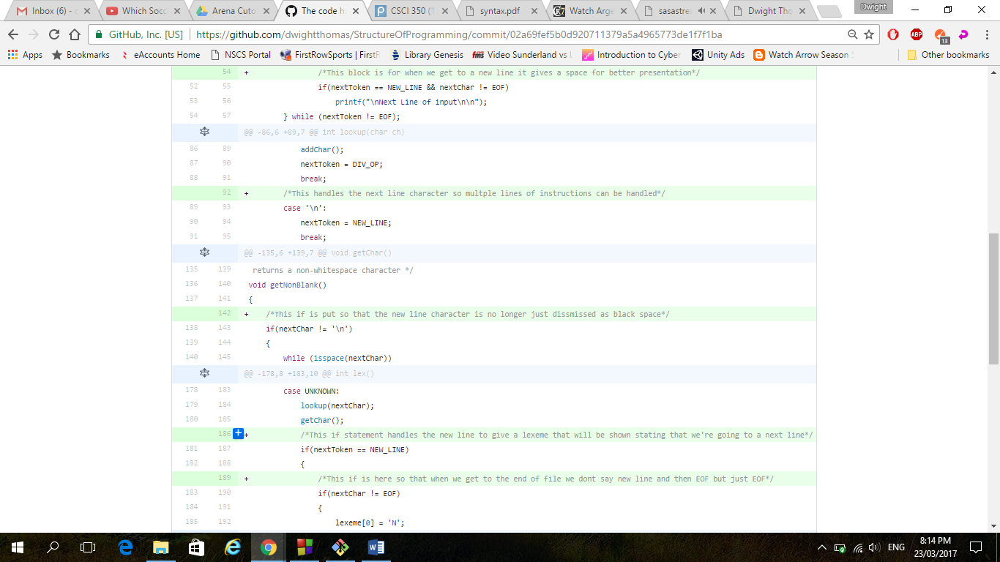 Inbox (6) - c
Which Socc
Arena Cuto
The code h
CSCI 350 (1
syntax.pdf
Watch Arge
sasastre
Dwight Tho
Dwight
GitHub, Inc. [US]
https://github.com/dwightthomas/StructureOfProgramming/commit/02a69fef5b0d920711379a5a4965773de1f7f1ba
ABP
13
Apps
Bookmarks
eAccounts Home
NSCS Portal
FirstRowSports | FirstR
Library Genesis
fms Video Sunderland vs
Introduction to Cyber
Unity Ads
Watch Arrow Season
Other bookmarks
54 + /*This block is for when we get to a new line it gives a space for better presentation*/
52 55 if(nextToken == NEW_LINE && nextChar != EOF)
53 56 printf("\nNext Line of input\n\n");
54 57 } while (nextToken != EOF);
@@ -86,6 +89,7 @@ int lookup(char ch)
86 89 addChar();
87 90 nextToken = DIV_OP;
88 91 break;
92 + /*This handles the next line character so multple lines of instructions can be handled*/
89 93 case '\n':
90 94 nextToken = NEW_LINE;
91 95 break;
@@ -135,6 +139,7 @@ void getChar()
135 139 returns a non-whitespace character */
136 140 void getNonBlank()
137 141 {
142 + /*This if is put so that the new line character is no longer just dissmissed as black space*/
138 143 if(nextChar != '\n')
139 144 {
140 145 while (isspace(nextChar))
@@ -178,8 +183,10 @@ int lex()
178 183 case UNKNOWN:
179 184 lookup(nextChar);
180 185 getChar();
186 + /*This if statement handles the new line to give a lexeme that will be shown stating that we're going to a next line*/
181 187 if(nextToken == NEW_LINE)
182 188 {
189 + /*This if is here so that when we get to the end of file we dont say new line and then EOF but just EOF*/
183 190 if(nextChar != EOF)
184 191 {
185 192 lexeme[0] = 'N';
ENG
8:14 PM
23/03/2017